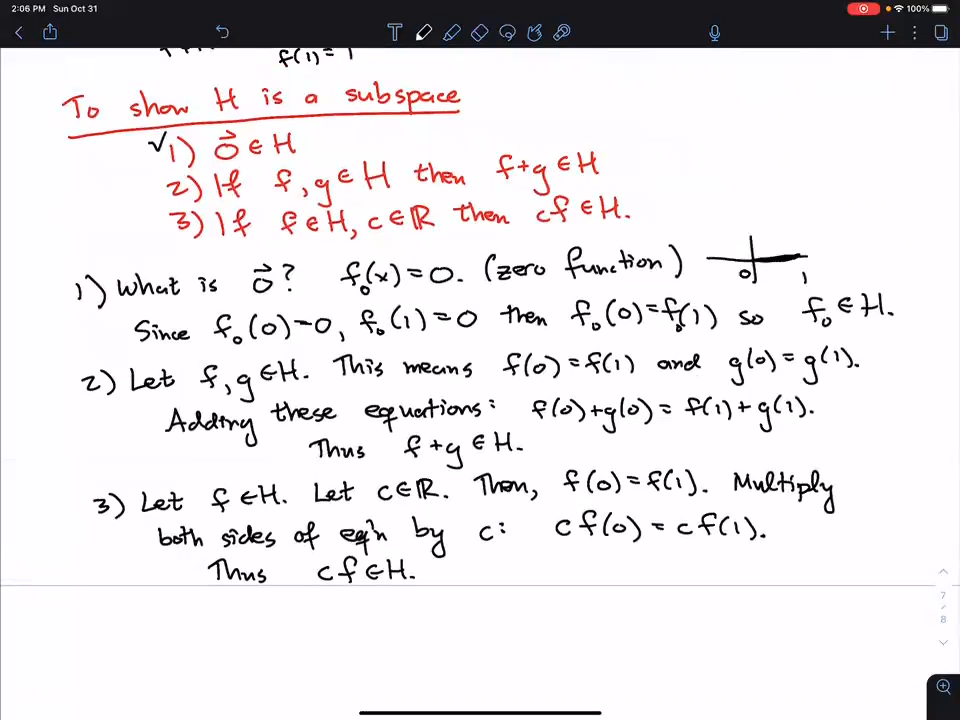 2:06 PM Sun Oct 31
100%
T
f(1) = 1
To show H is a subspace
✓1) 0⃗ ∈ H
2) If f, g ∈ H then f+g ∈ H
3) If f ∈ H, c ∈ ℝ then cf ∈ H.
1) What is 0⃗? f₀(x) = 0. (zero function)
0 1
Since f₀(0) = 0, f₀(1) = 0 then f₀(0) = f₀(1) so f₀ ∈ H.
2) Let f, g ∈ H. This means f(0) = f(1) and g(0) = g(1).
Adding these equations: f(0)+g(0) = f(1)+g(1).
Thus f+g ∈ H.
3) Let f ∈ H. Let c ∈ ℝ. Then, f(0) = f(1). Multiply
both sides of eq'n by c: cf(0) = cf(1).
Thus cf ∈ H.
7
/
8